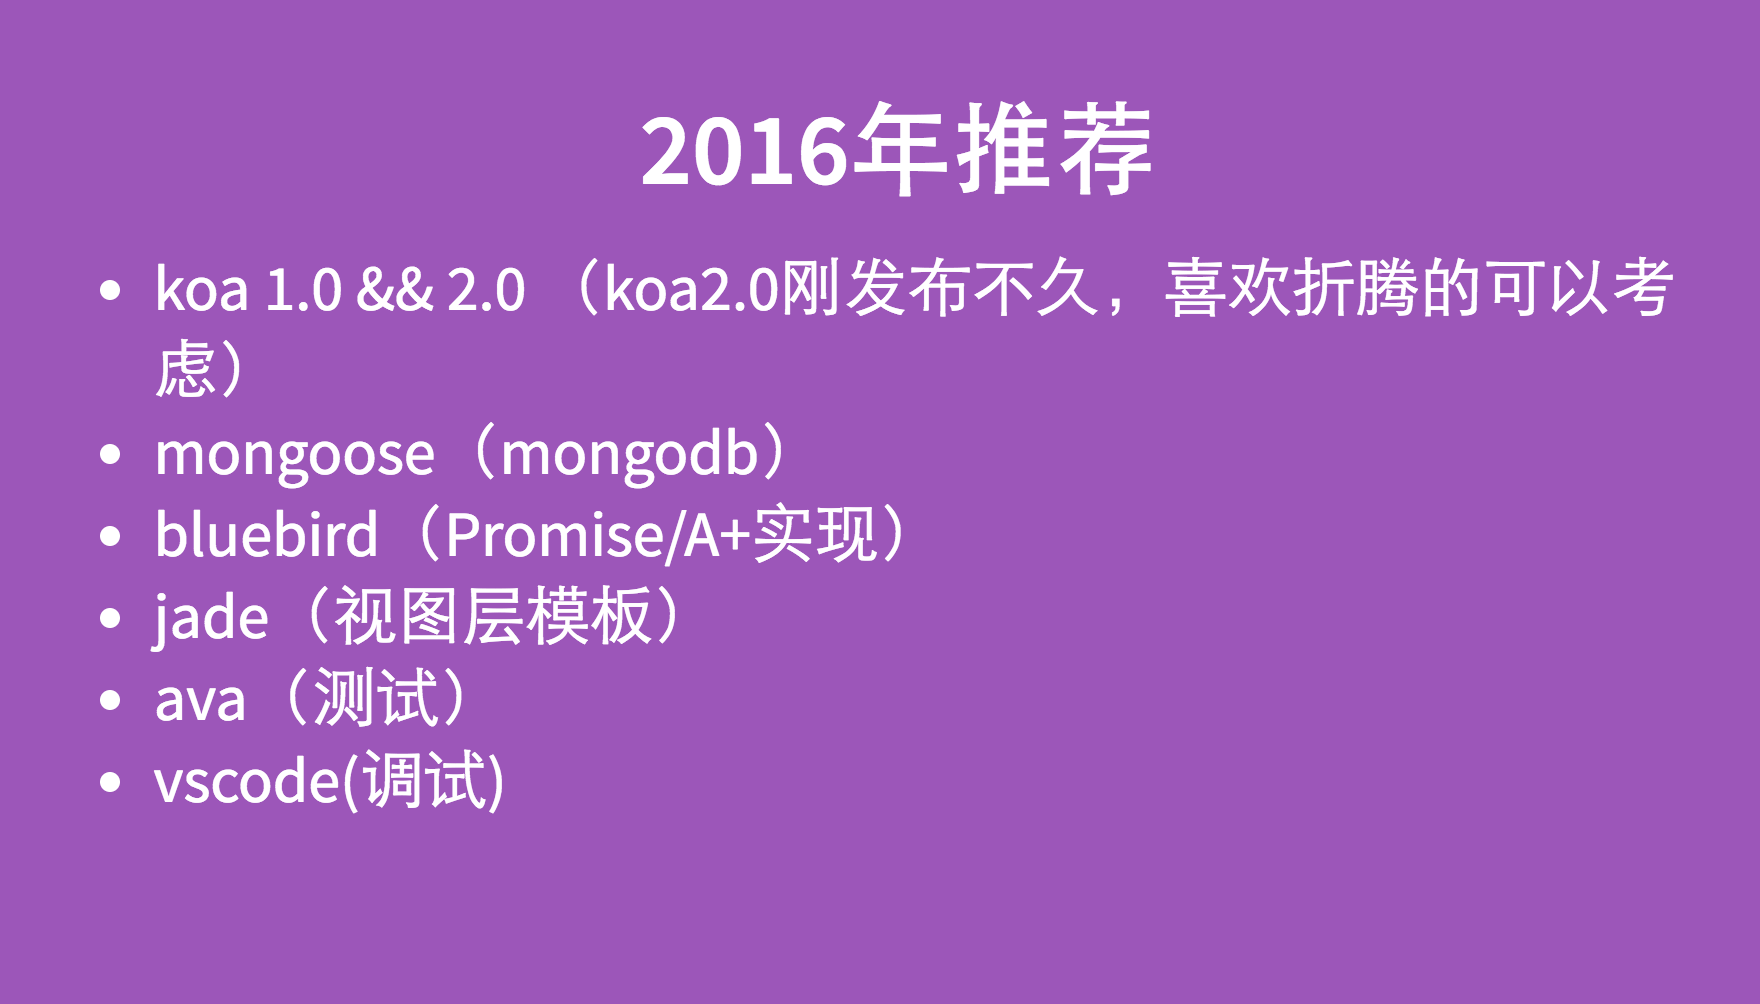 2016年推荐
koa 1.0 && 2.0 （koa2.0刚发布不久，喜欢折腾的可以考
虑）
mongoose（mongodb）
bluebird（Promise/A+实现）
jade（视图层模板）
ava（测试）
vscode(调试)